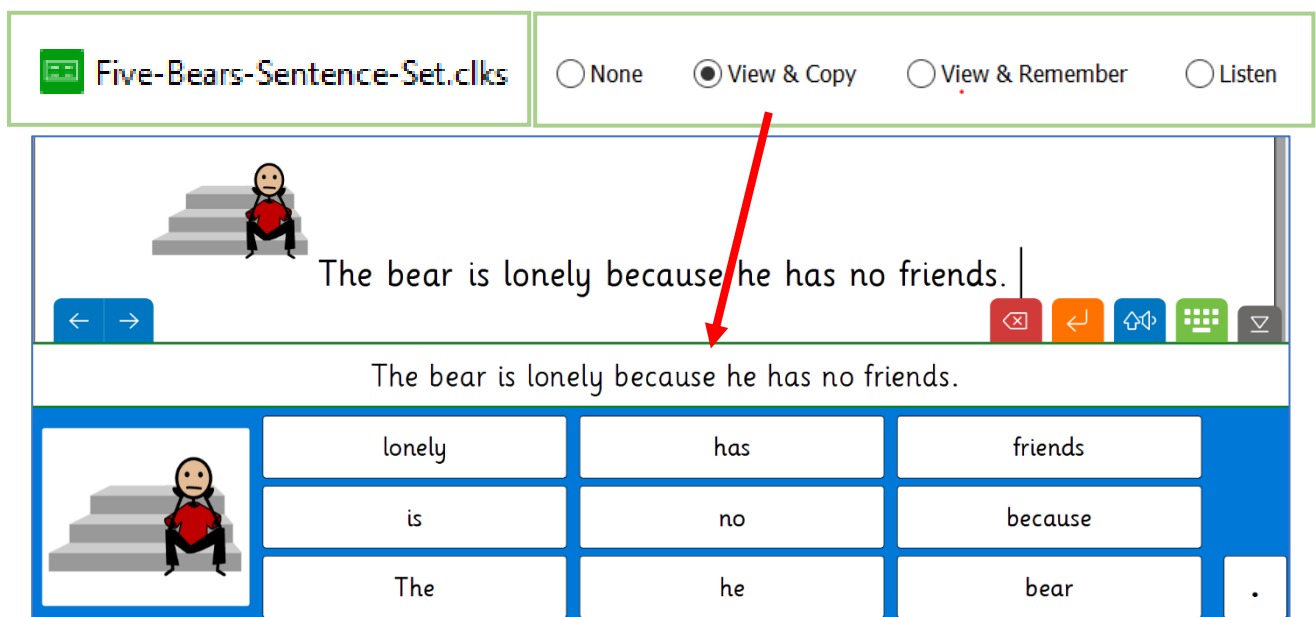 Five-Bears-Sentence-Set.clks
None View & Copy View & Remember Listen
The bear is lonely because he has no friends.
The bear is lonely because he has no friends.
lonely has friends
is no because
The he bear .